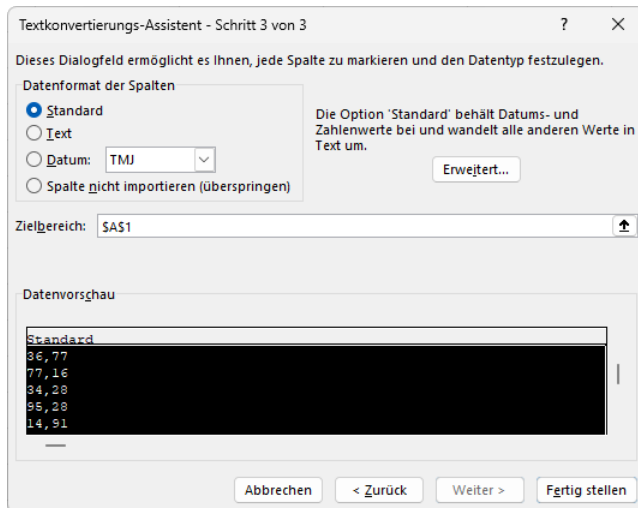 Textkonvertierungs-Assistent - Schritt 3 von 3
?
Dieses Dialogfeld ermöglicht es Ihnen, jede Spalte zu markieren und den Datentyp festzulegen.
Datenformat der Spalten
Standard
Text
Datum: TMJ
Spalte nicht importieren (überspringen)
Die Option 'Standard' behält Datums- und
Zahlenwerte bei und wandelt alle anderen Werte in
Text um.
Erweitert...
Zielbereich: $A$1
Datenvorschau
Standard
36,77
77,16
34,28
95,28
14,91
Abbrechen < Zurück Weiter > Fertig stellen